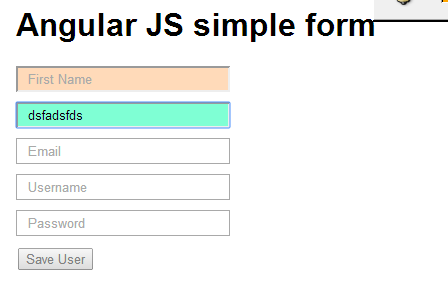 Angular JS simple form
First Name
dsfadsfds
Email
Username
Password
Save User